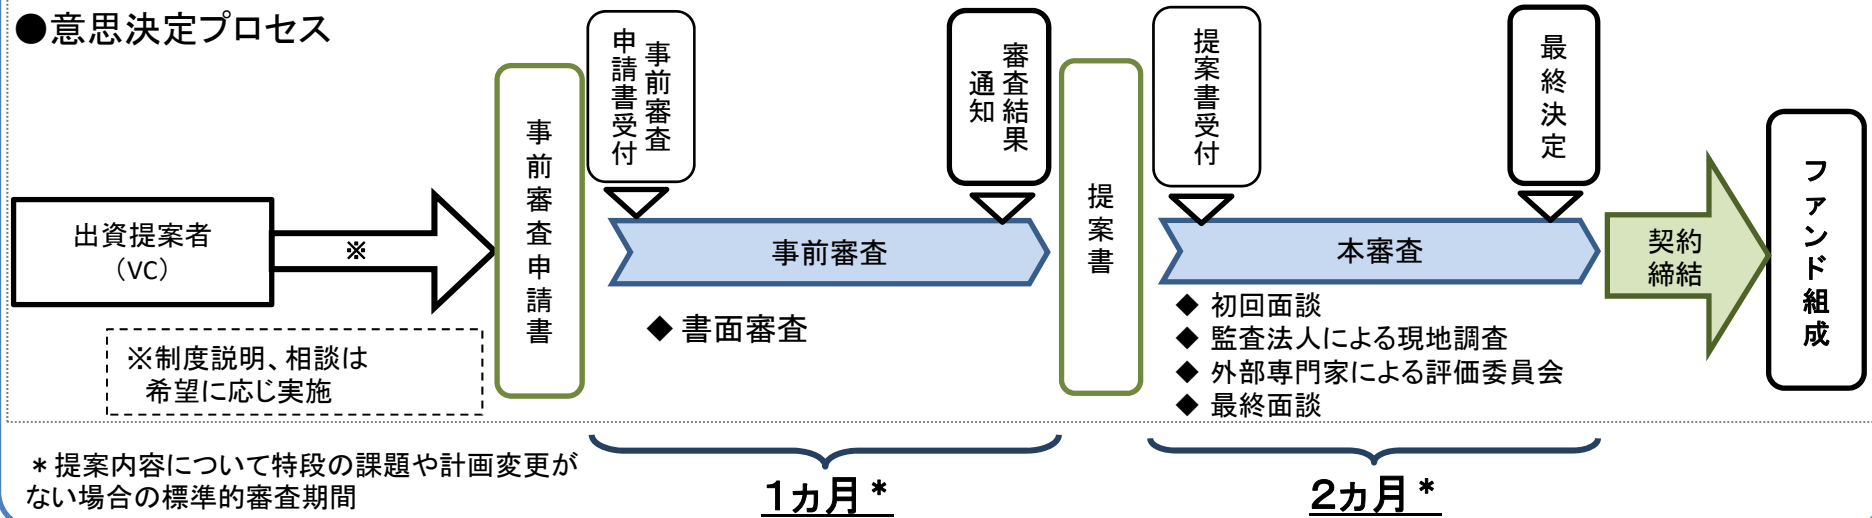 ●意思決定プロセス
出資提案者
（VC）
※
※制度説明、相談は
希望に応じ実施
事前審査申請書
事前審査
申請書受付
事前審査
◆ 書面審査
審査結果
通知
提案書
提案書受付
本審査
◆ 初回面談
◆ 監査法人による現地調査
◆ 外部専門家による評価委員会
◆ 最終面談
最終決定
契約
締結
ファンド組成
＊提案内容について特段の課題や計画変更が
ない場合の標準的審査期間
１ヵ月＊
２ヵ月＊